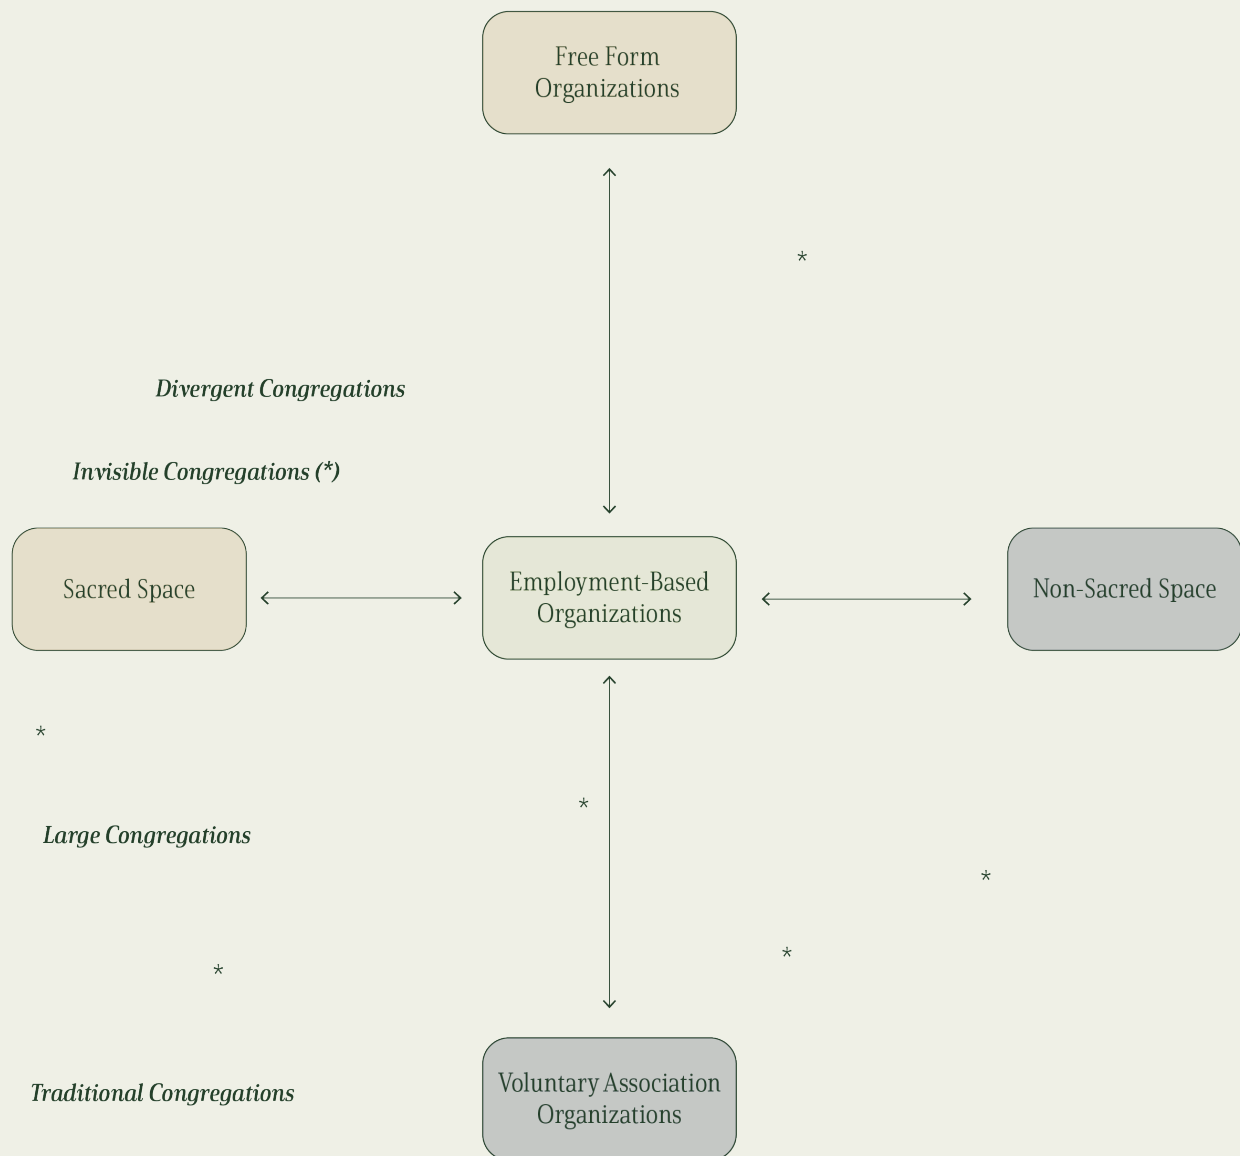 Free Form
Organizations
*
Divergent Congregations
Invisible Congregations (*)
Sacred Space
Employment-Based
Organizations
Non-Sacred Space
*
*
Large Congregations
*
*
*
Voluntary Association
Organizations
Traditional Congregations